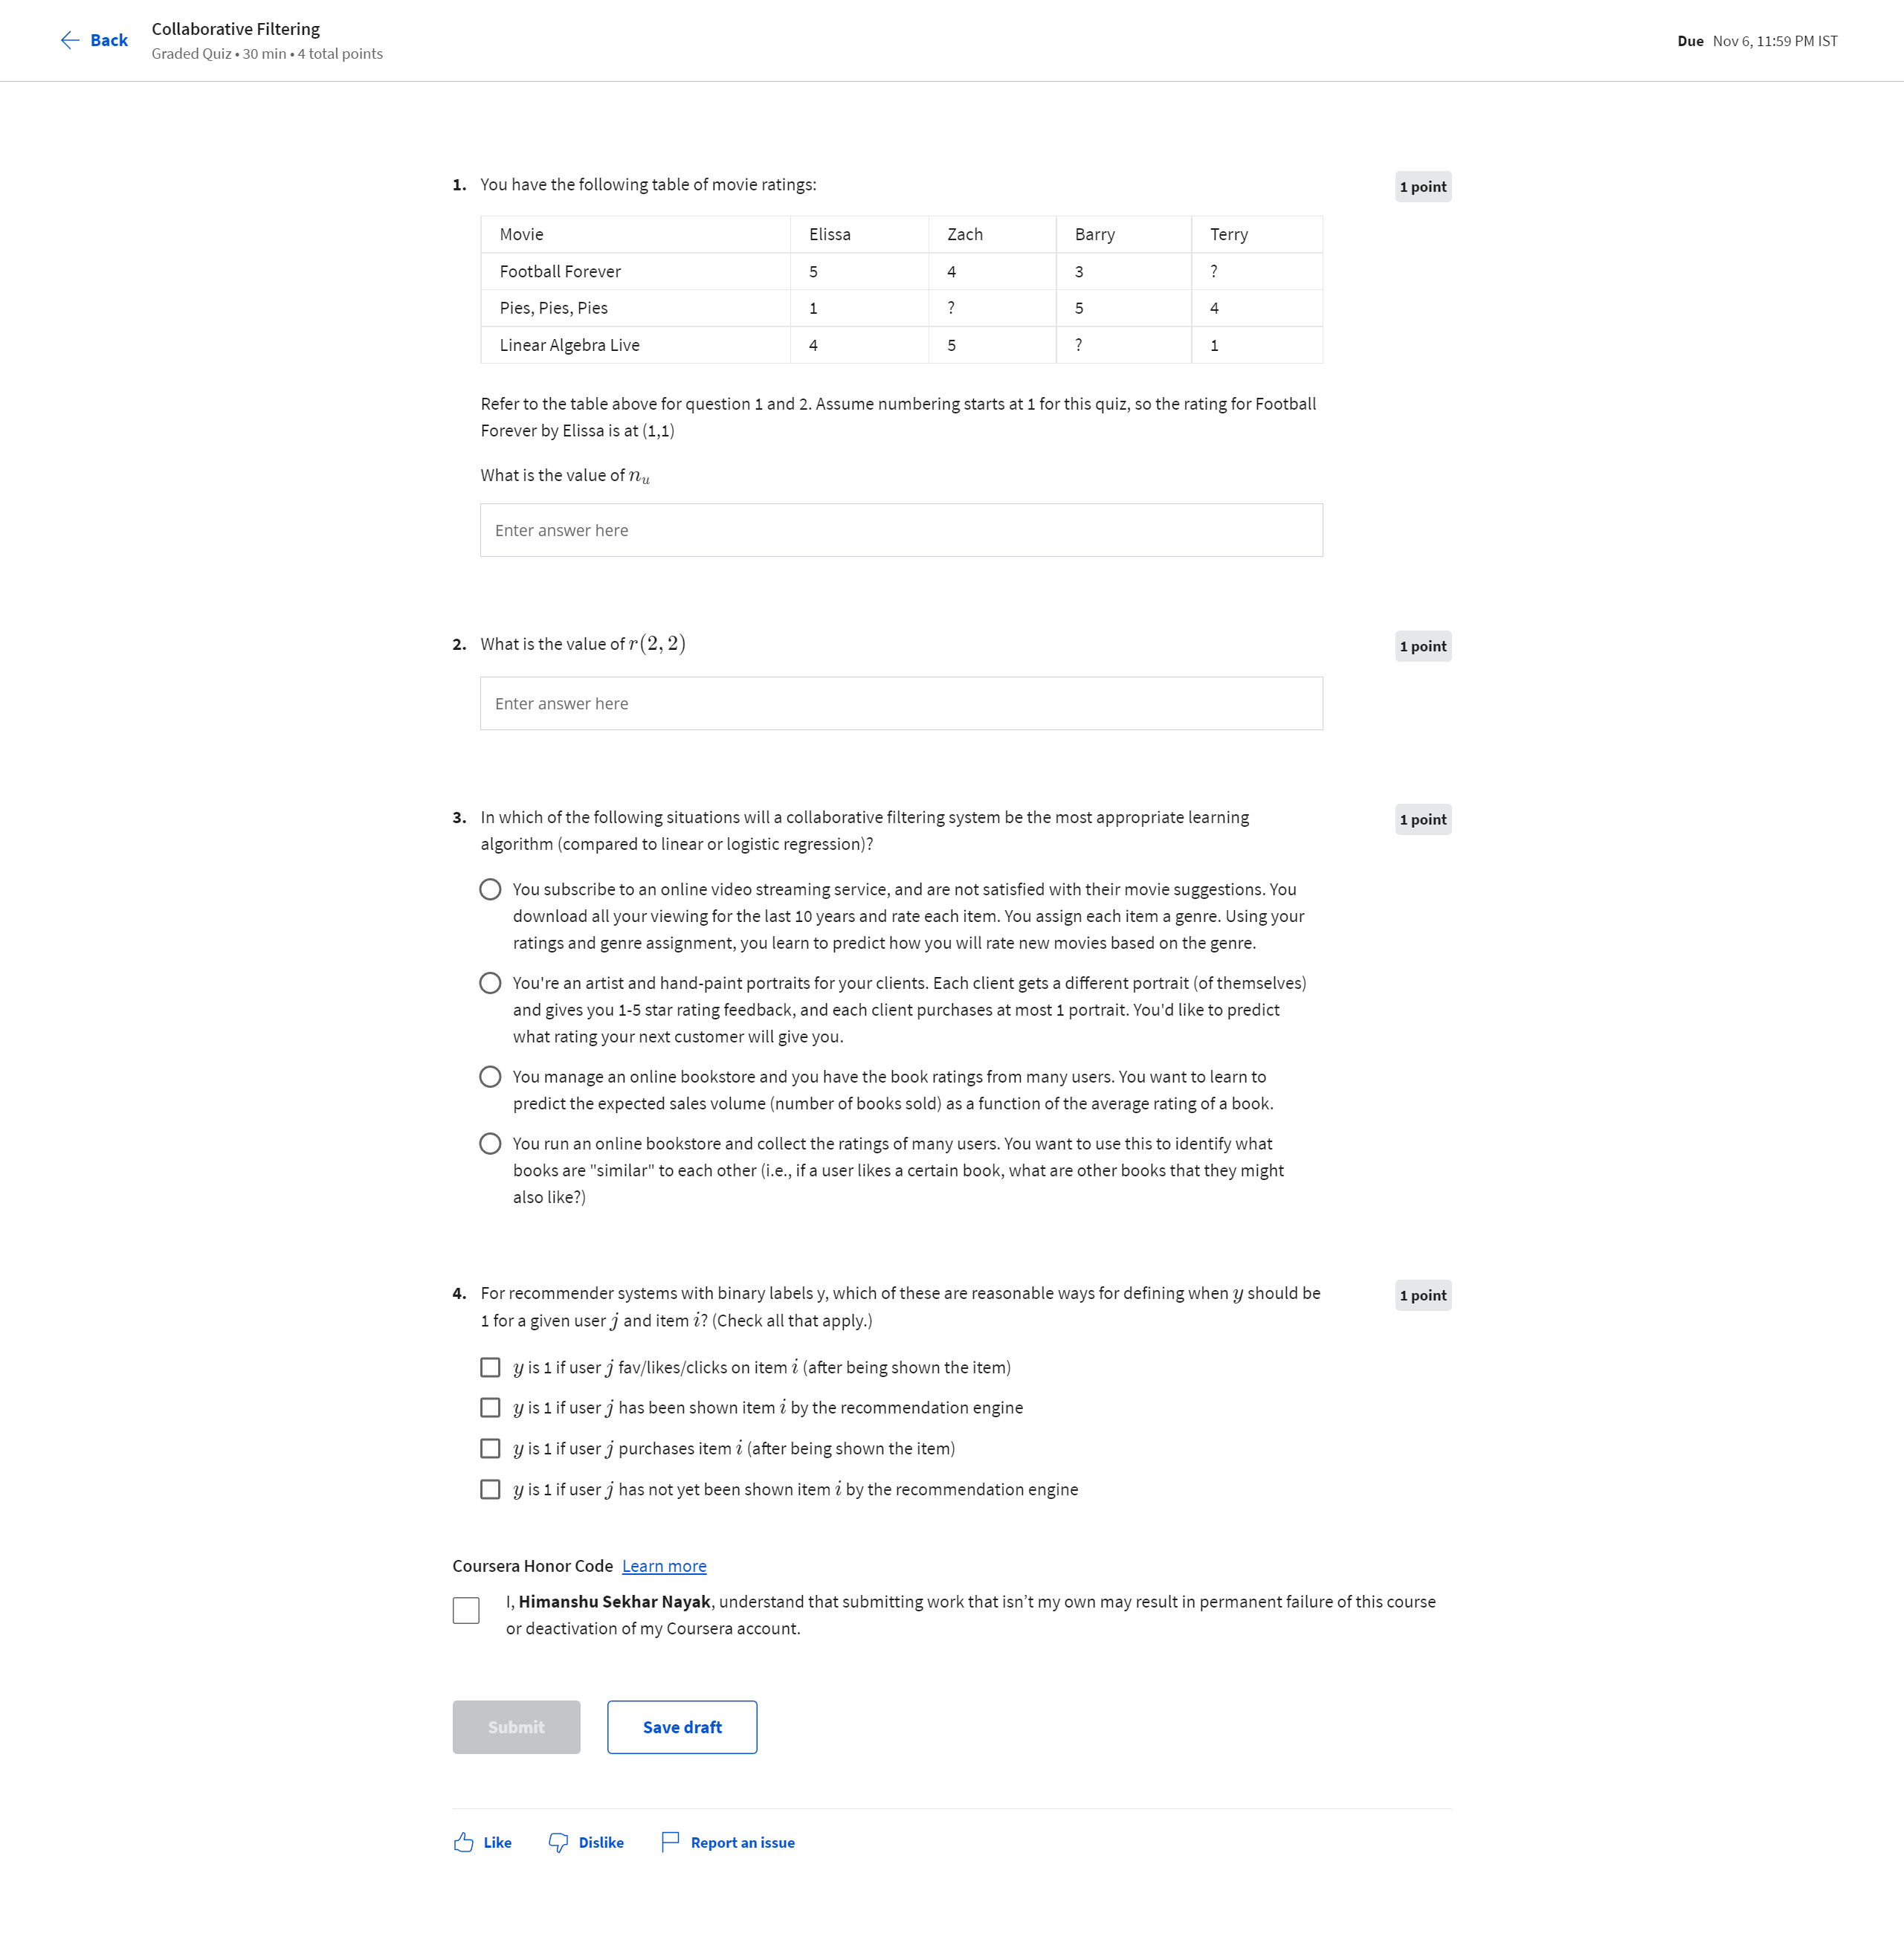 Back
Collaborative Filtering
Graded Quiz • 30 min • 4 total points
Due Nov 6, 11:59 PM IST
1. You have the following table of movie ratings:
1 point
Movie Elissa Zach Barry Terry
Football Forever 5 4 3 ?
Pies, Pies, Pies 1 ? 5 4
Linear Algebra Live 4 5 ? 1
Refer to the table above for question 1 and 2. Assume numbering starts at 1 for this quiz, so the rating for Football
Forever by Elissa is at (1,1)
What is the value of n_u
Enter answer here
2. What is the value of r(2, 2)
1 point
Enter answer here
3. In which of the following situations will a collaborative filtering system be the most appropriate learning
algorithm (compared to linear or logistic regression)?
1 point
You subscribe to an online video streaming service, and are not satisfied with their movie suggestions. You
download all your viewing for the last 10 years and rate each item. You assign each item a genre. Using your
ratings and genre assignment, you learn to predict how you will rate new movies based on the genre.
You're an artist and hand-paint portraits for your clients. Each client gets a different portrait (of themselves)
and gives you 1-5 star rating feedback, and each client purchases at most 1 portrait. You'd like to predict
what rating your next customer will give you.
You manage an online bookstore and you have the book ratings from many users. You want to learn to
predict the expected sales volume (number of books sold) as a function of the average rating of a book.
You run an online bookstore and collect the ratings of many users. You want to use this to identify what
books are "similar" to each other (i.e., if a user likes a certain book, what are other books that they might
also like?)
4. For recommender systems with binary labels y, which of these are reasonable ways for defining when y should be
1 for a given user j and item i? (Check all that apply.)
1 point
y is 1 if user j fav/likes/clicks on item i (after being shown the item)
y is 1 if user j has been shown item i by the recommendation engine
y is 1 if user j purchases item i (after being shown the item)
y is 1 if user j has not yet been shown item i by the recommendation engine
Coursera Honor Code Learn more
I, Himanshu Sekhar Nayak, understand that submitting work that isn’t my own may result in permanent failure of this course
or deactivation of my Coursera account.
Submit Save draft
Like Dislike Report an issue